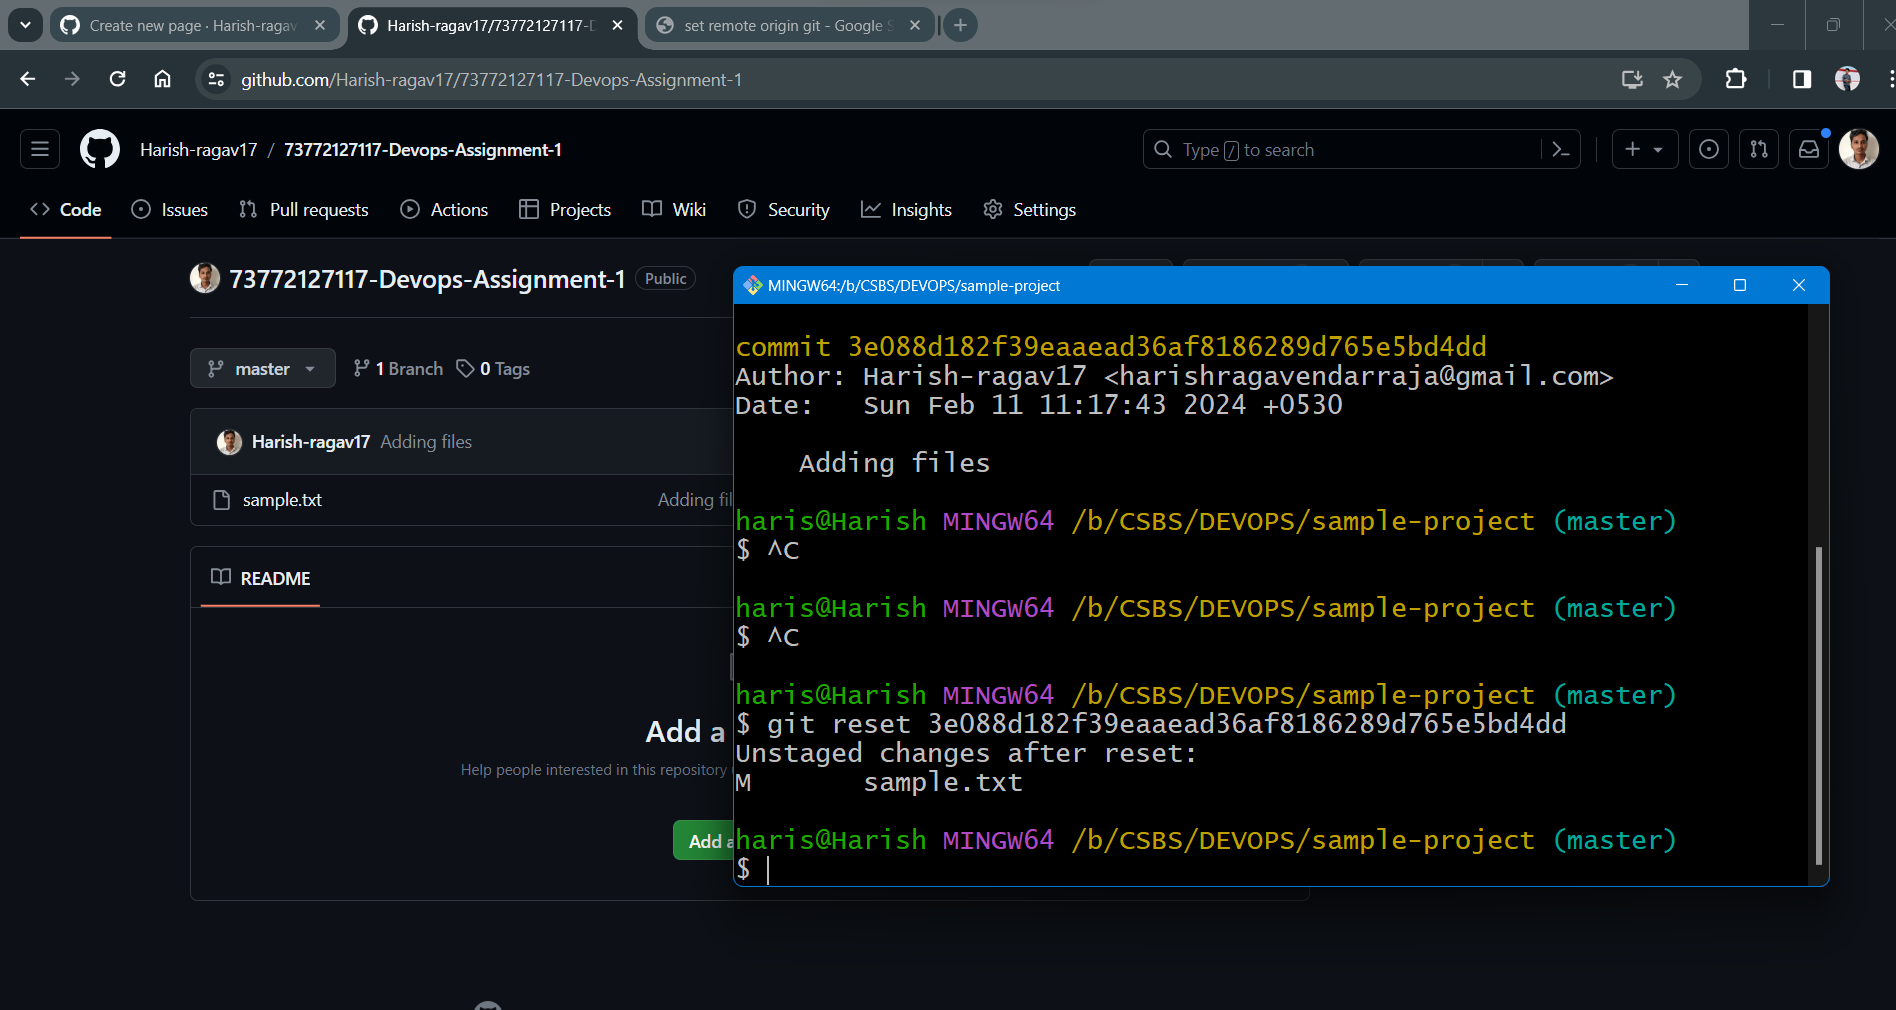 Create new page · Harish-ragav
Harish-ragav17/73772127117-D
set remote origin git - Google S
github.com/Harish-ragav17/73772127117-Devops-Assignment-1
Harish-ragav17 / 73772127117-Devops-Assignment-1
Type / to search
Code
Issues
Pull requests
Actions
Projects
Wiki
Security
Insights
Settings
73772127117-Devops-Assignment-1
Public
master
1 Branch
0 Tags
Harish-ragav17 Adding files
sample.txt
Adding fil
README
Add a
Help people interested in this repository
Add a
MINGW64:/b/CSBS/DEVOPS/sample-project
commit 3e088d182f39eaaead36af8186289d765e5bd4dd
Author: Harish-ragav17 <harishragavendarraja@gmail.com>
Date:   Sun Feb 11 11:17:43 2024 +0530
Adding files
haris@Harish MINGW64 /b/CSBS/DEVOPS/sample-project (master)
$ ^C
haris@Harish MINGW64 /b/CSBS/DEVOPS/sample-project (master)
$ ^C
haris@Harish MINGW64 /b/CSBS/DEVOPS/sample-project (master)
$ git reset 3e088d182f39eaaead36af8186289d765e5bd4dd
Unstaged changes after reset:
M       sample.txt
haris@Harish MINGW64 /b/CSBS/DEVOPS/sample-project (master)
$